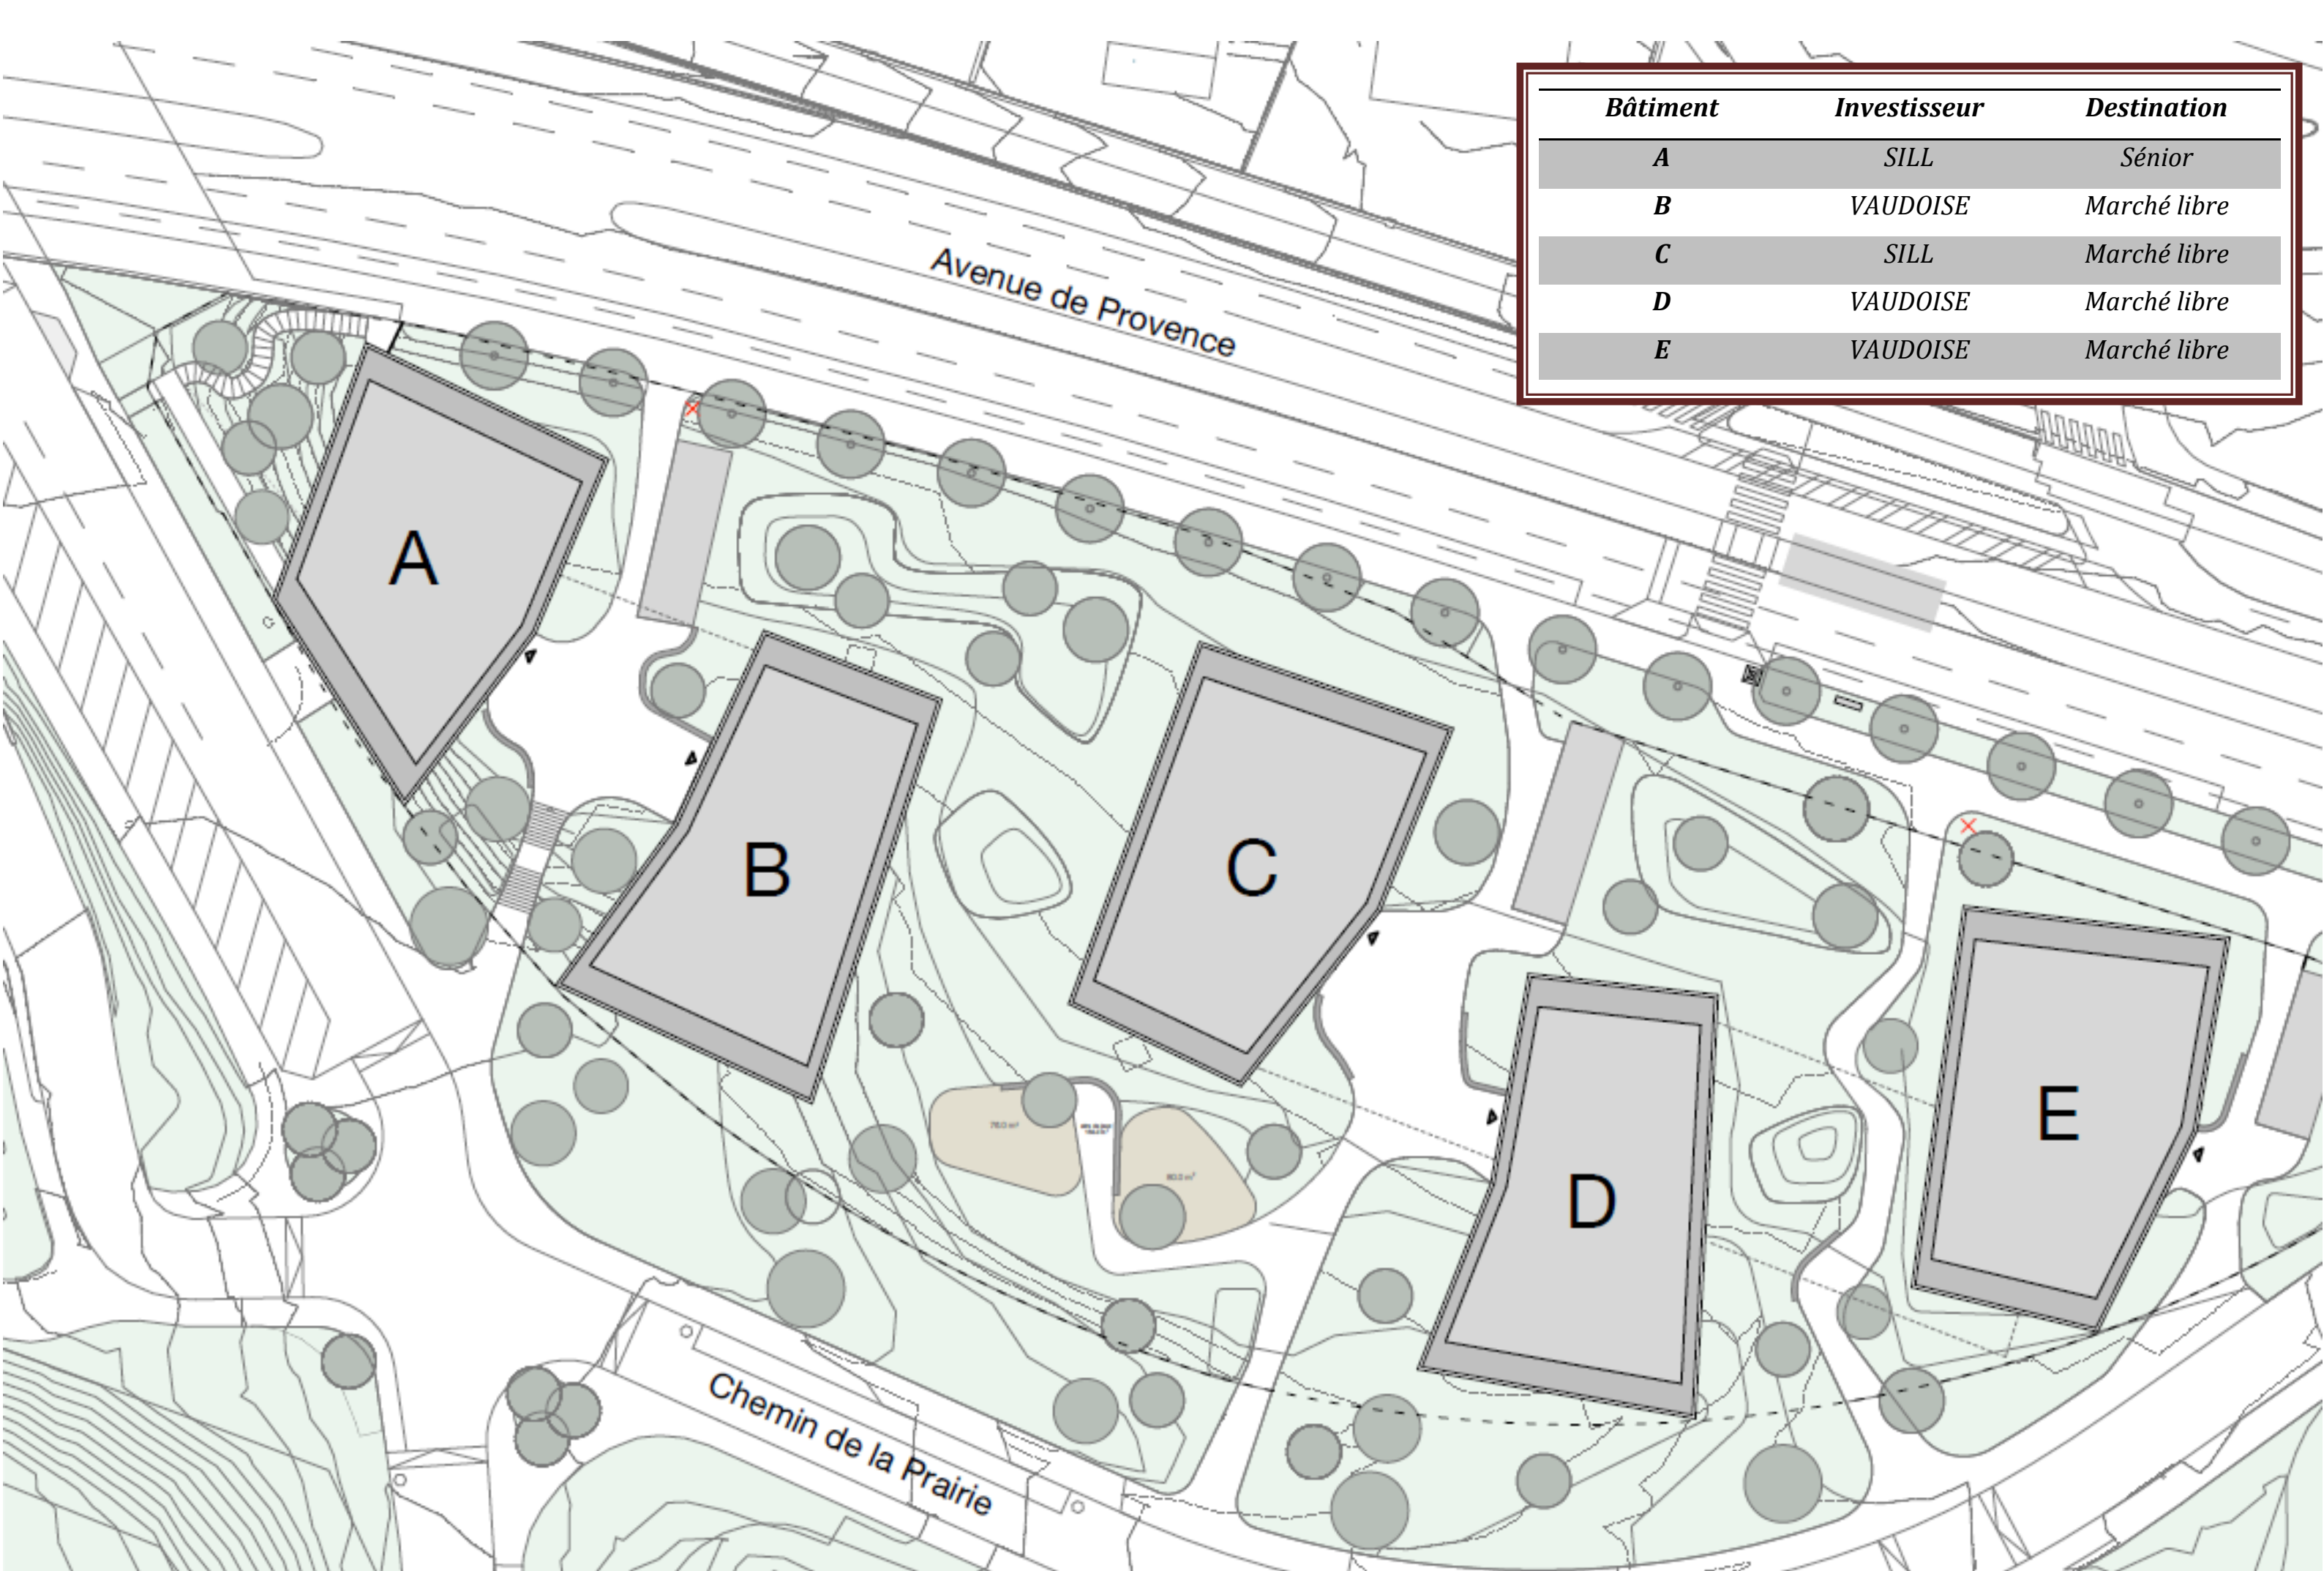 Bâtiment Investisseur Destination
A SILL Sénior
B VAUDOISE Marché libre
C SILL Marché libre
D VAUDOISE Marché libre
E VAUDOISE Marché libre
Avenue de Provence
A
B
C
D
E
Chemin de la Prairie